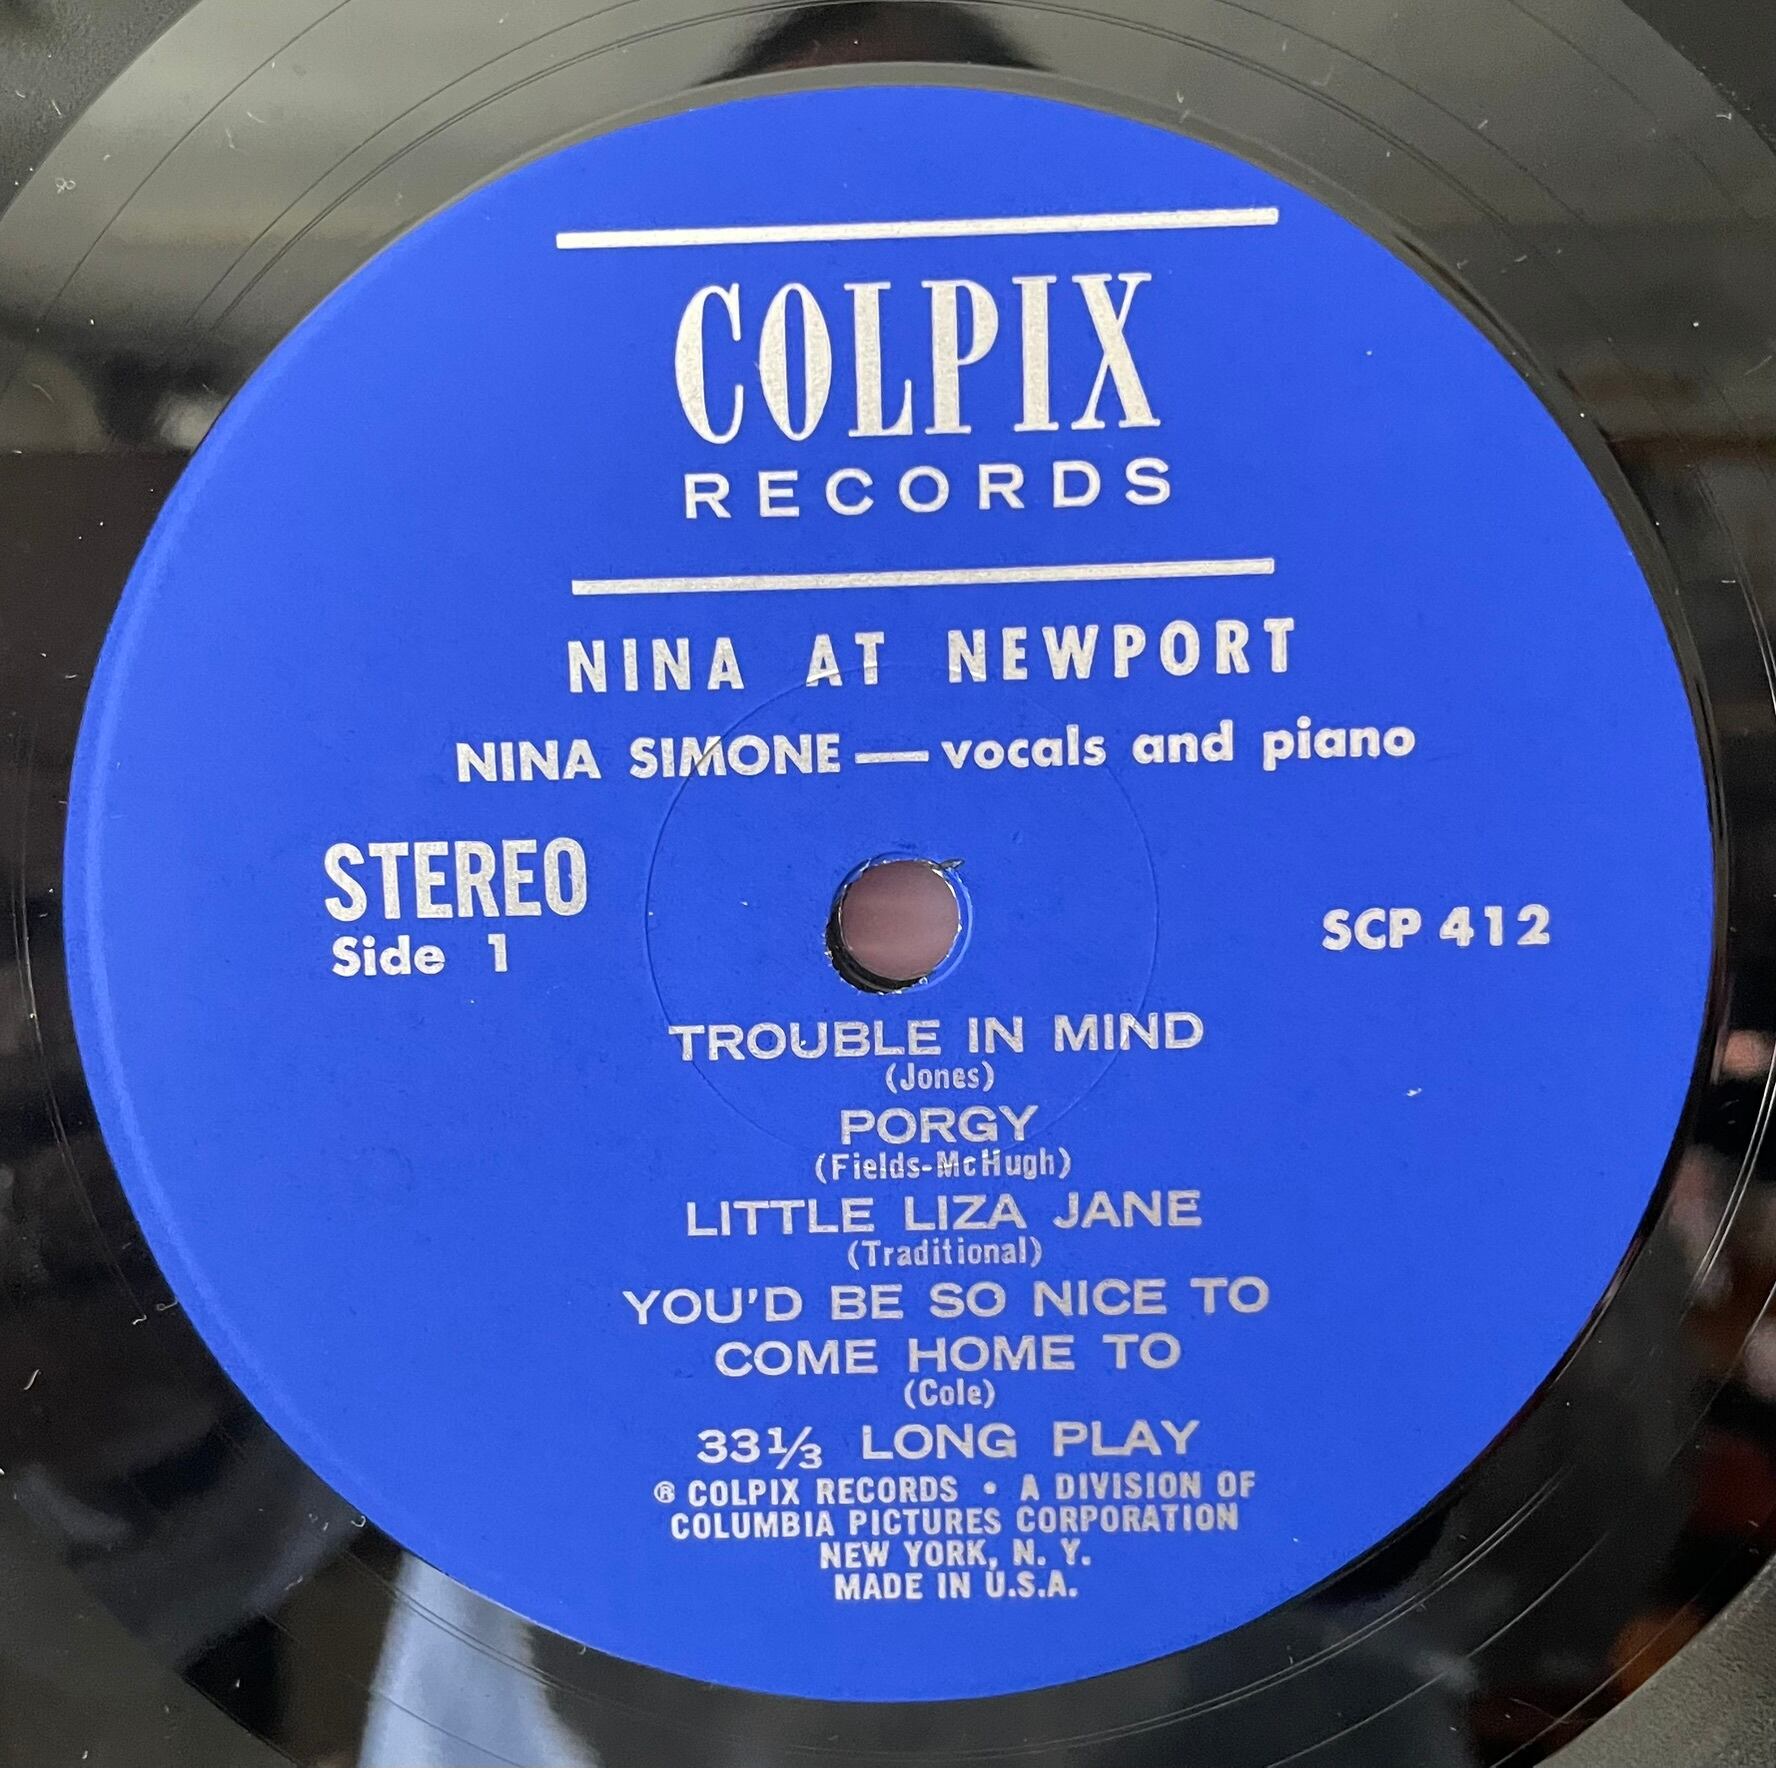 COLPIX
RECORDS
NINA AT NEWPORT
NINA SIMONE — vocals and piano
STEREO
Side 1
SCP 412
TROUBLE IN MIND
(Jones)
PORGY
(Fields-McHugh)
LITTLE LIZA JANE
(Traditional)
YOU'D BE SO NICE TO
COME HOME TO
(Cole)
33⅓ LONG PLAY
® COLPIX RECORDS • A DIVISION OF
COLUMBIA PICTURES CORPORATION
NEW YORK, N. Y.
MADE IN U.S.A.